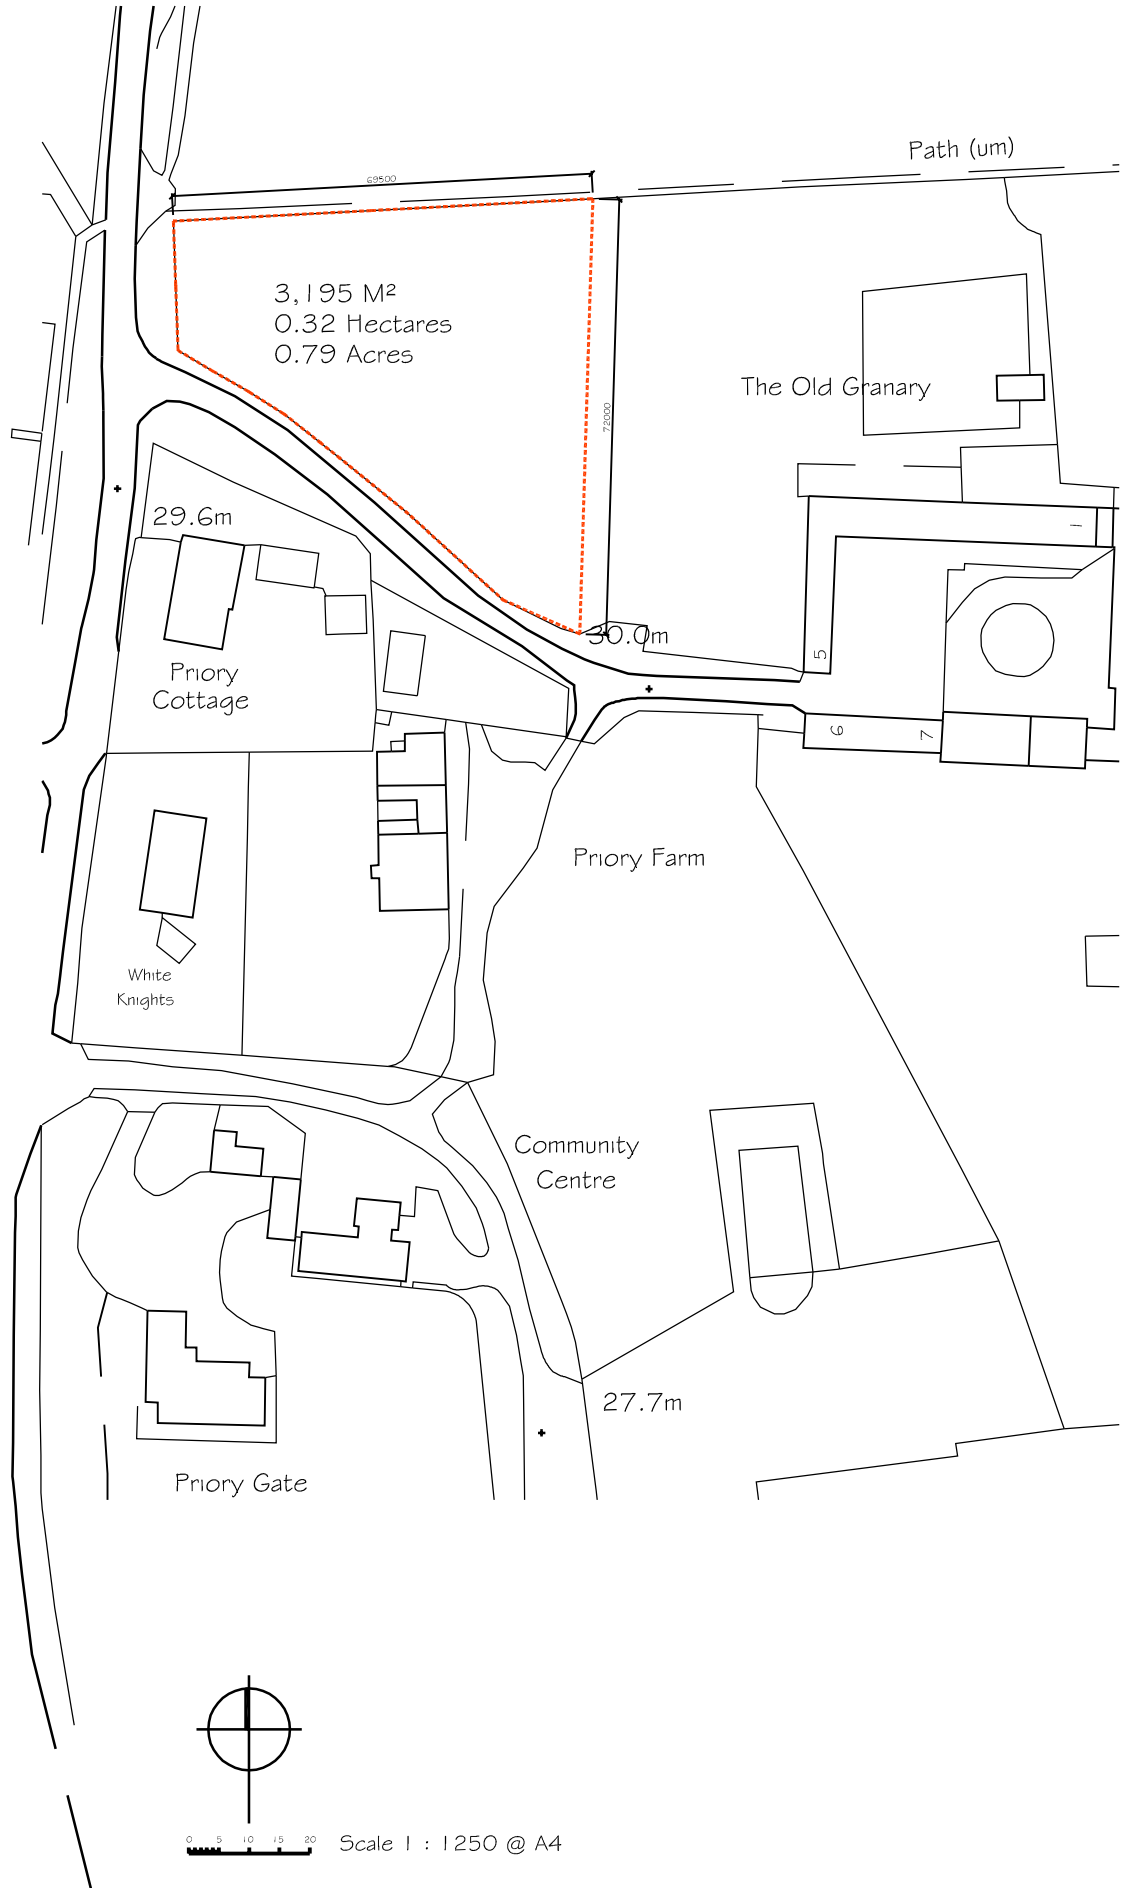 Path (um)
69500
3,195 M²
0.32 Hectares
0.79 Acres
The Old Granary
72000
1
29.6m
30.0m
5
Priory
Cottage
6
7
Priory Farm
White
Knights
Community
Centre
27.7m
Priory Gate
0 5 10 15 20
Scale 1 : 1250 @ A4